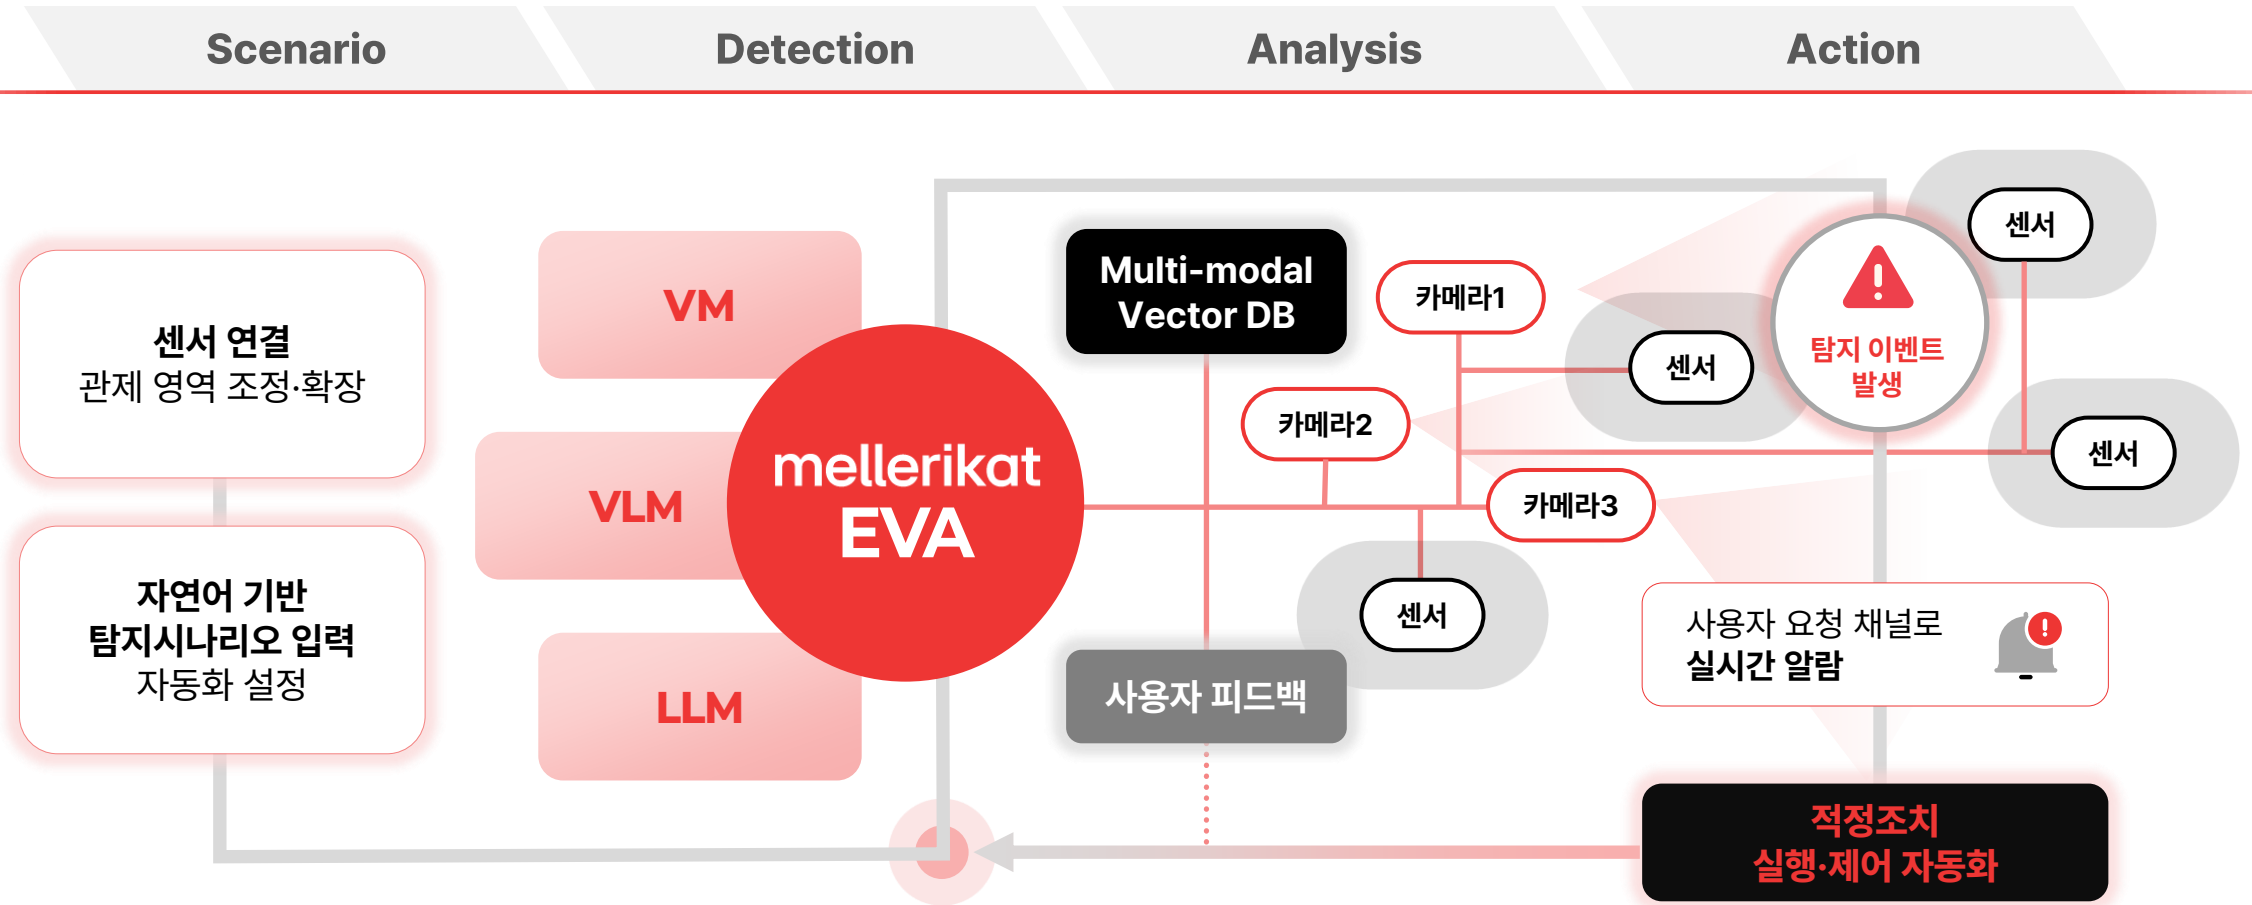 Scenario
Detection
Analysis
Action
센서 연결
관제 영역 조정·확장
자연어 기반
탐지시나리오 입력
자동화 설정
VM
VLM
LLM
mellerikat
EVA
Multi-modal
Vector DB
사용자 피드백
카메라1
카메라2
카메라3
센서
센서
센서
센서
탐지 이벤트
발생
사용자 요청 채널로
실시간 알람
적정조치
실행·제어 자동화